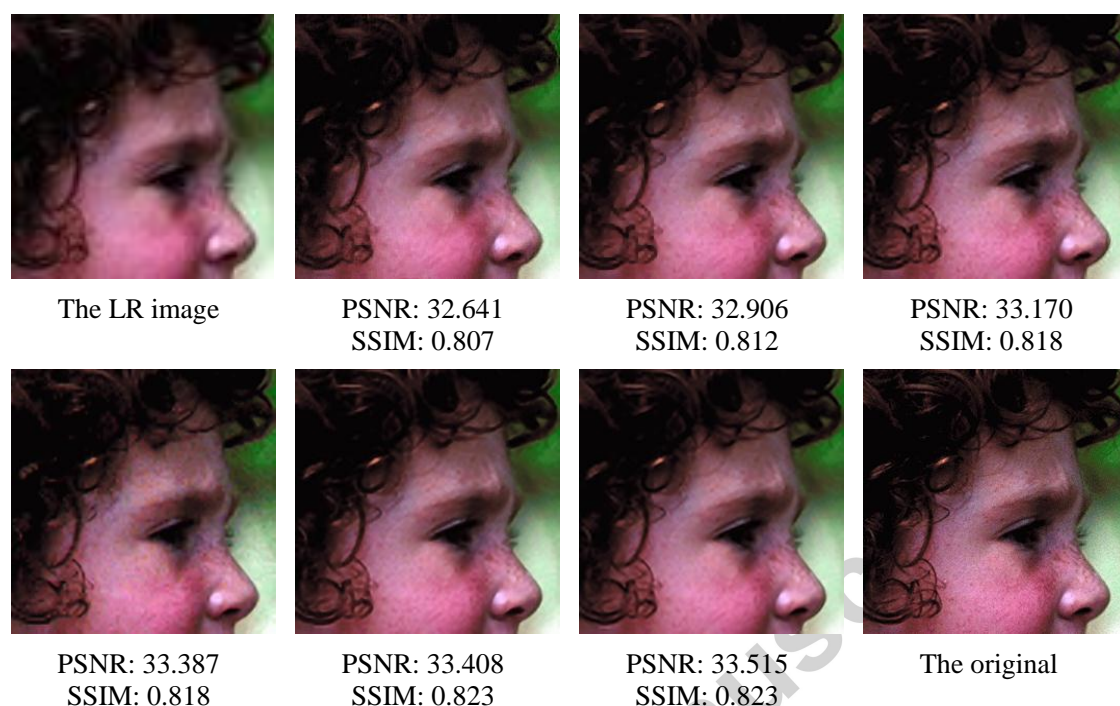 The LR image
PSNR: 32.641
SSIM: 0.807
PSNR: 32.906
SSIM: 0.812
PSNR: 33.170
SSIM: 0.818
PSNR: 33.387
SSIM: 0.818
PSNR: 33.408
SSIM: 0.823
PSNR: 33.515
SSIM: 0.823
The original